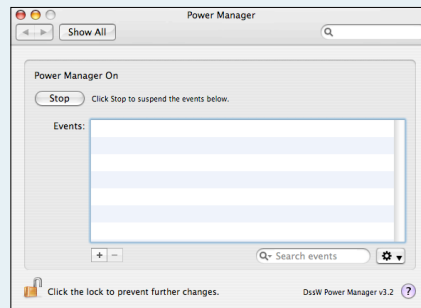 Power Manager
Show All
Power Manager On
Stop
Click Stop to suspend the events below.
Events:
Search events
Click the lock to prevent further changes.
DssW Power Manager v3.2
?